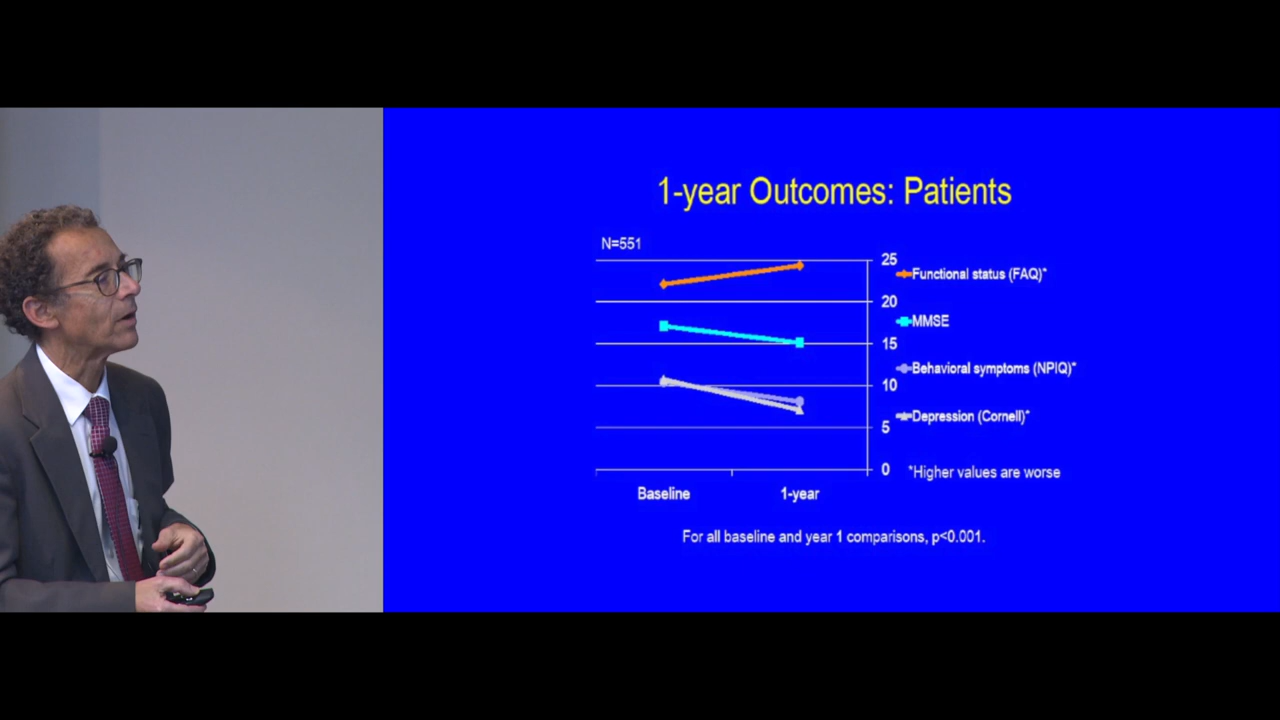 1-year Outcomes: Patients
N=551
25
20
15
10
5
0
Functional status (FAQ)*
MMSE
Behavioral symptoms (NPIQ)*
Depression (Cornell)*
*Higher values are worse
Baseline 1-year
For all baseline and year 1 comparisons, p<0.001.